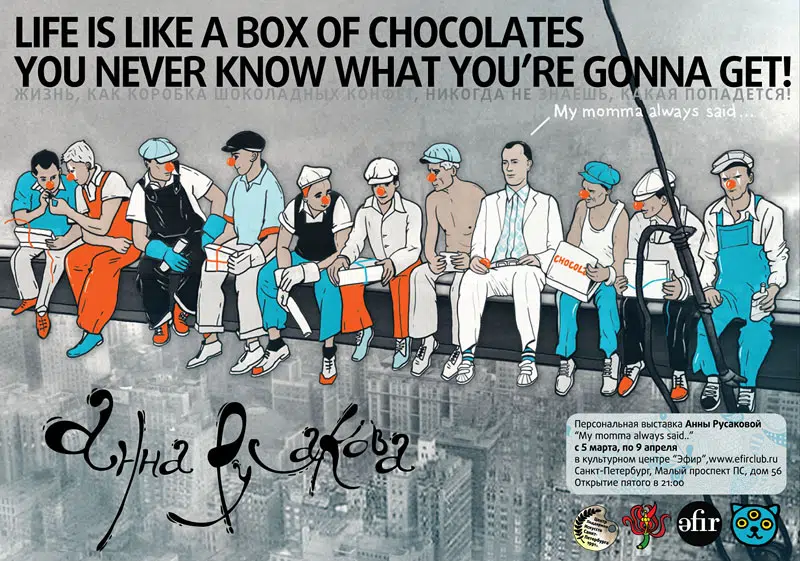 LIFE IS LIKE A BOX OF CHOCOLATES
YOU NEVER KNOW WHAT YOU'RE GONNA GET!
ЖИЗНЬ, КАК КОРОБКА ШОКОЛАДНЫХ КОНФЕТ, НИКОГДА НЕ ЗНАЕШЬ, КАКАЯ ПОПАДЕТСЯ!
My momma always said...
CHOCOLA
Анна Русакова
Персональная выставка Анны Русаковой
"My momma always said.."
с 5 марта, по 9 апреля
в культурном центре "Эфир",www.efirclub.ru
Санкт-Петербург, Малый проспект ПС, дом 56
Открытие пятого в 21:00
эfir